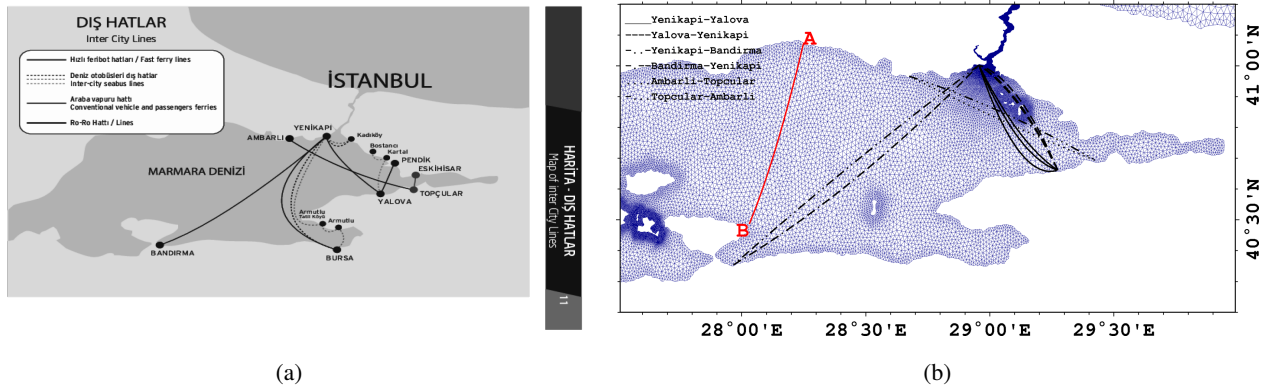 DIŞ HATLAR
Inter City Lines
Hızlı feribot hatları / Fast ferry lines
Deniz otobüsleri dış hatlar
Inter-city seabus lines
Araba vapuru hattı
Conventional vehicle and passengers ferries
Ro-Ro Hattı / Lines
İSTANBUL
YENİKAPI
AMBARLI
Kadıköy
Bostancı
Kartal
PENDİK
ESKİHİSAR
MARMARA DENİZİ
TOPÇULAR
YALOVA
Armutlu
Tatil Köyü
Armutlu
BANDIRMA
BURSA
HARİTA - DIŞ HATLAR
Map of inter City Lines
11
(a)
Yenikapi-Yalova
Yalova-Yenikapi
Yenikapi-Bandirma
Bandirma-Yenikapi
Ambarli-Topcular
Topcular-Ambarli
A
B
41°00'N
40°30'N
28°00'E
28°30'E
29°00'E
29°30'E
(b)